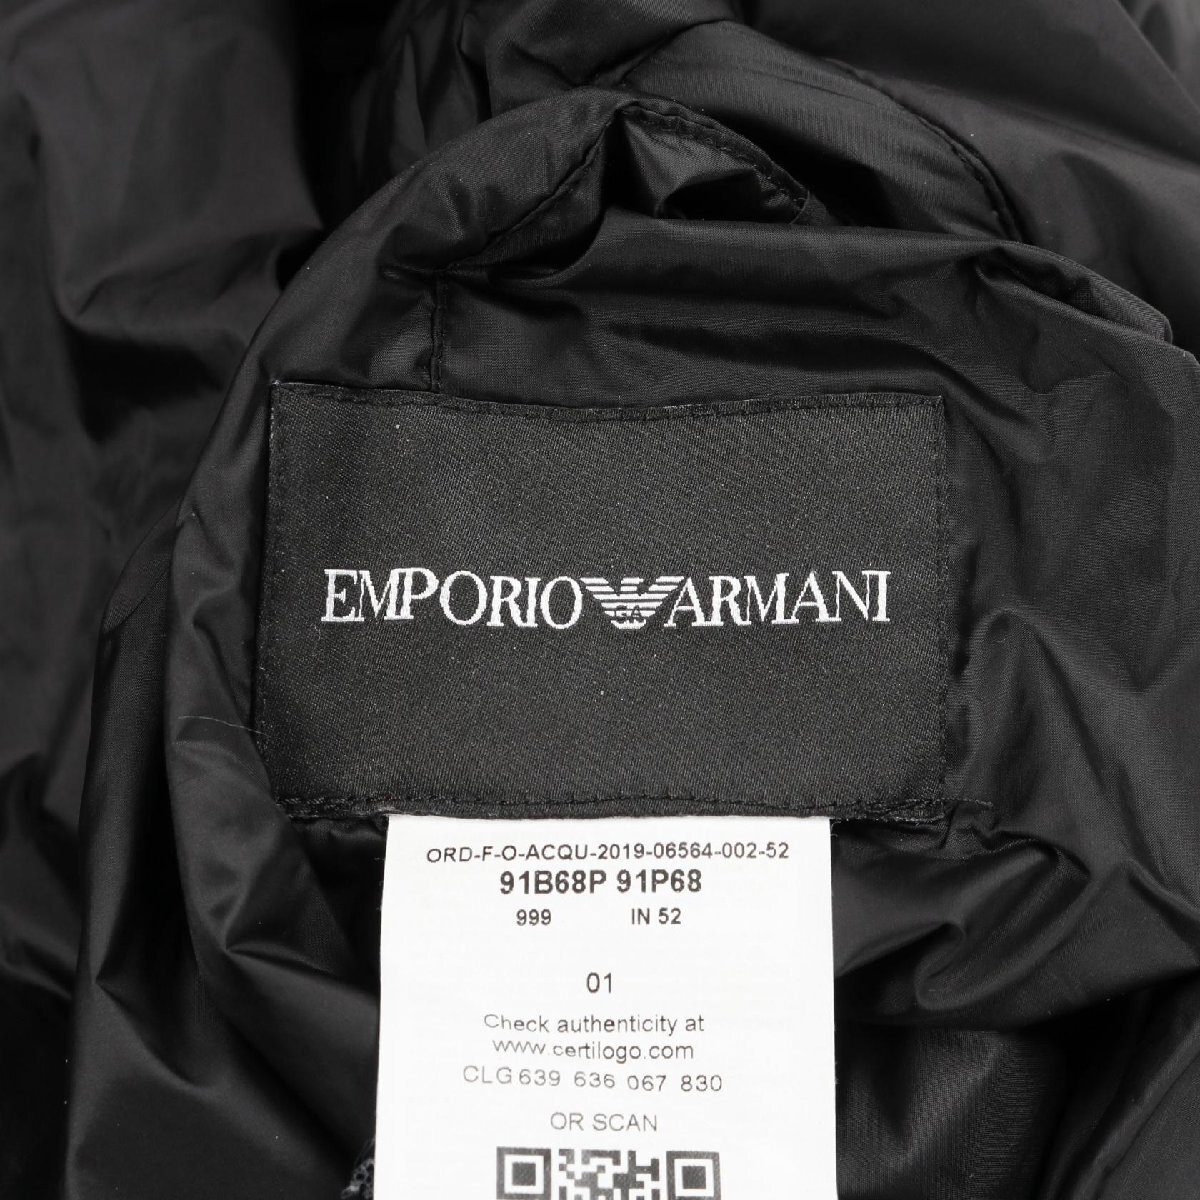 EMPORIO GA ARMANI
ORD-F-O-ACQU-2019-06564-002-52
91B68P 91P68
999 IN 52
01
Check authenticity at
www.certilogo.com
CLG 639 636 067 830
OR SCAN